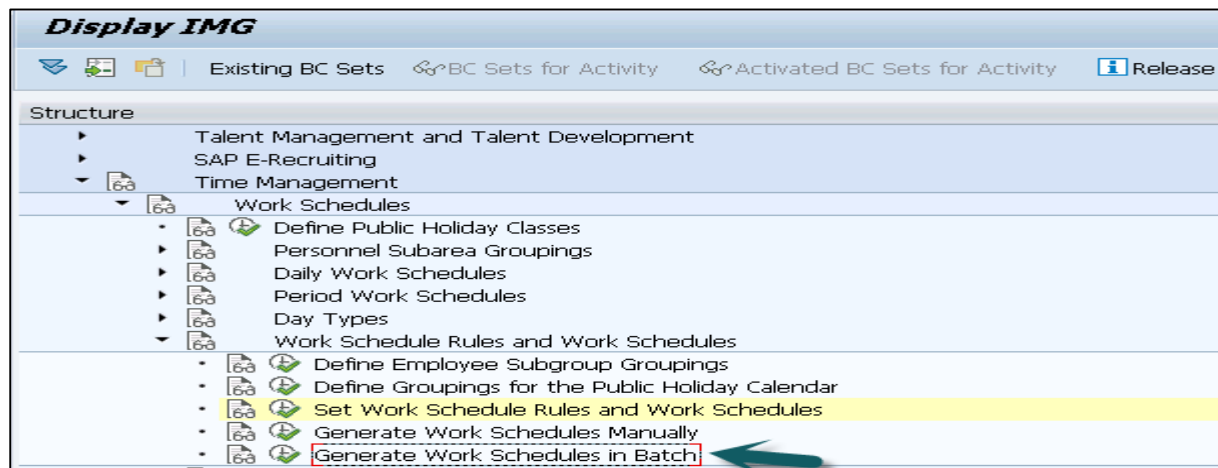 Display IMG
Existing BC Sets BC Sets for Activity Activated BC Sets for Activity Release
Structure
Talent Management and Talent Development
SAP E-Recruiting
Time Management
Work Schedules
Define Public Holiday Classes
Personnel Subarea Groupings
Daily Work Schedules
Period Work Schedules
Day Types
Work Schedule Rules and Work Schedules
Define Employee Subgroup Groupings
Define Groupings for the Public Holiday Calendar
Set Work Schedule Rules and Work Schedules
Generate Work Schedules Manually
Generate Work Schedules in Batch